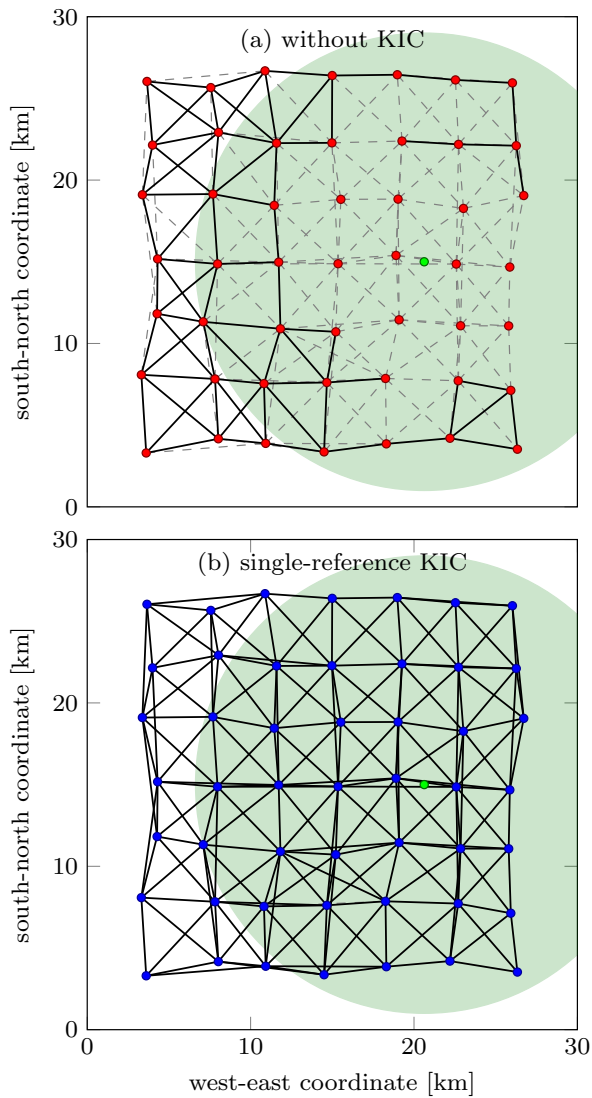 30
(a) without KIC
20
south-north coordinate [km]
10
0
30
(b) single-reference KIC
20
south-north coordinate [km]
10
0
0 10 20 30
west-east coordinate [km]